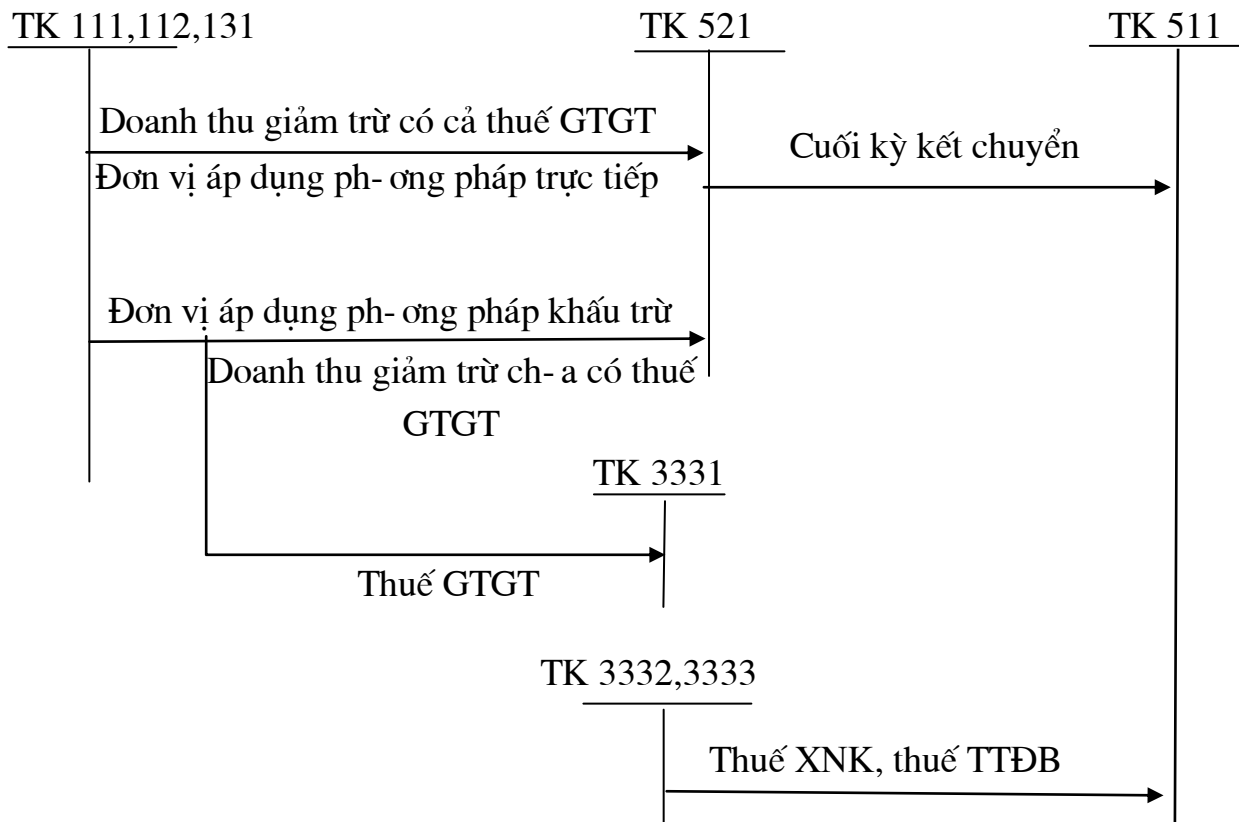 TK 111,112,131
TK 521
TK 511
Doanh thu giảm trừ có cả thuế GTGT
Cuối kỳ kết chuyển
Đơn vị áp dụng ph- ơng pháp trực tiếp
Đơn vị áp dụng ph- ơng pháp khấu trừ
Doanh thu giảm trừ ch- a có thuế
GTGT
TK 3331
Thuế GTGT
TK 3332,3333
Thuế XNK, thuế TTĐB